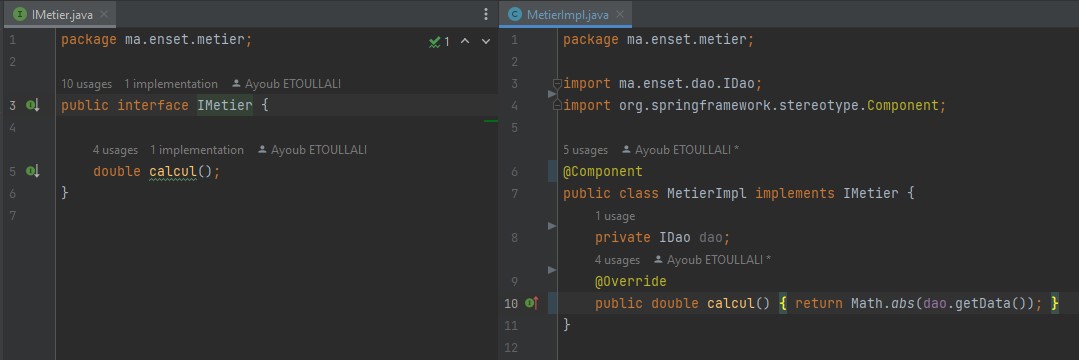 IMetier.java
1 package ma.enset.metier;
1
2
10 usages 1 implementation Ayoub ETOULLALI
3 public interface IMetier {
4
4 usages 1 implementation Ayoub ETOULLALI
5 double calcul();
6 }
7
MetierImpl.java
1 package ma.enset.metier;
2
3 import ma.enset.dao.IDao;
4 import org.springframework.stereotype.Component;
5
5 usages Ayoub ETOULLALI *
6 @Component
7 public class MetierImpl implements IMetier {
1 usage
8 private IDao dao;
4 usages Ayoub ETOULLALI *
9 @Override
10 public double calcul() { return Math.abs(dao.getData()); }
11 }
12